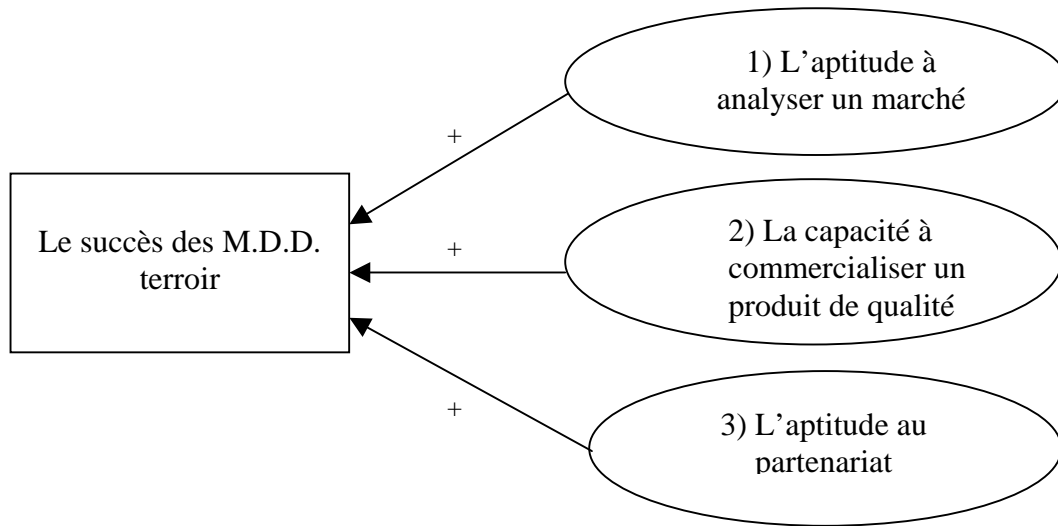 1) L’aptitude à
analyser un marché
+
Le succès des M.D.D.
terroir
+
2) La capacité à
commercialiser un
produit de qualité
+
3) L’aptitude au
partenariat